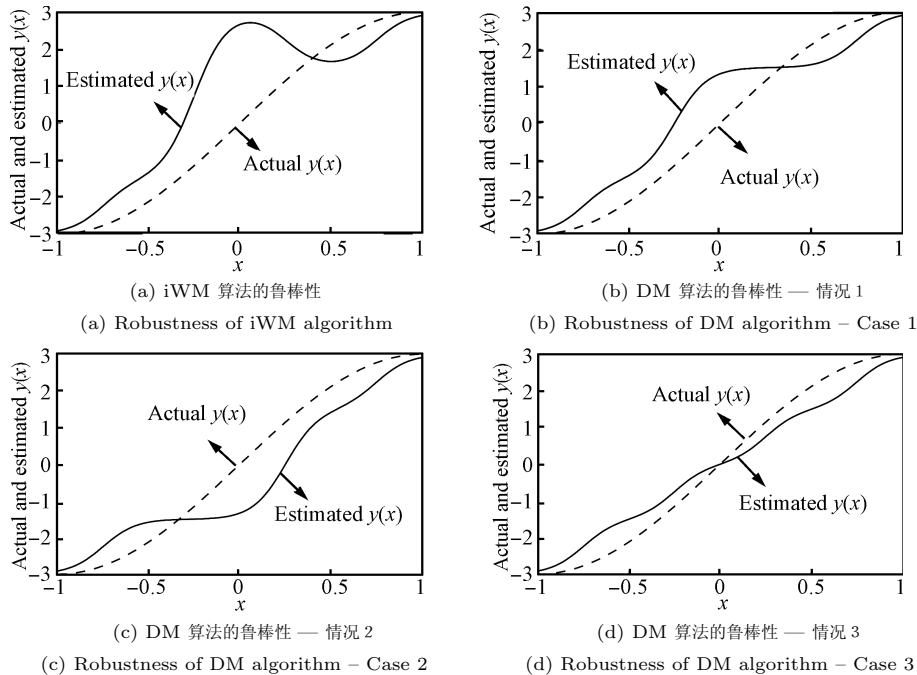 Actual and estimated y(x)
3
2
1
0
−1
−2
−3
Estimated y(x)
Actual y(x)
−1 −0.5 0 0.5 1
x
(a) iWM 算法的鲁棒性
(a) Robustness of iWM algorithm
Actual and estimated y(x)
3
2
1
0
−1
−2
−3
Estimated y(x)
Actual y(x)
−1 −0.5 0 0.5 1
x
(b) DM 算法的鲁棒性 — 情况 1
(b) Robustness of DM algorithm – Case 1
Actual and estimated y(x)
3
2
1
0
−1
−2
−3
Actual y(x)
Estimated y(x)
−1 −0.5 0 0.5 1
x
(c) DM 算法的鲁棒性 — 情况 2
(c) Robustness of DM algorithm – Case 2
Actual and estimated y(x)
3
2
1
0
−1
−2
−3
Actual y(x)
Estimated y(x)
−1 −0.5 0 0.5 1
x
(d) DM 算法的鲁棒性 — 情况 3
(d) Robustness of DM algorithm – Case 3